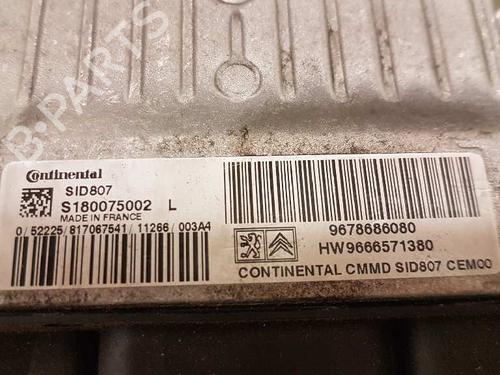 B-PARTS
Continental
SID807
S180075002 L
MADE IN FRANCE
0/52225/817067541/11266/003A4
9678686080
HW9666571380
CONTINENTAL CMMD SID807 CEM00